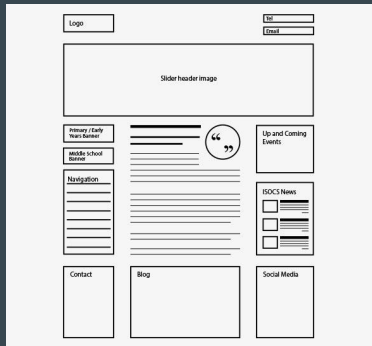 Logo
Tel
Email
Slider header image
Primary / Early
Years Banner
Middle School
Banner
Navigation
“ ”
Up and Coming
Events
ISOCS News
Contact
Blog
Social Media